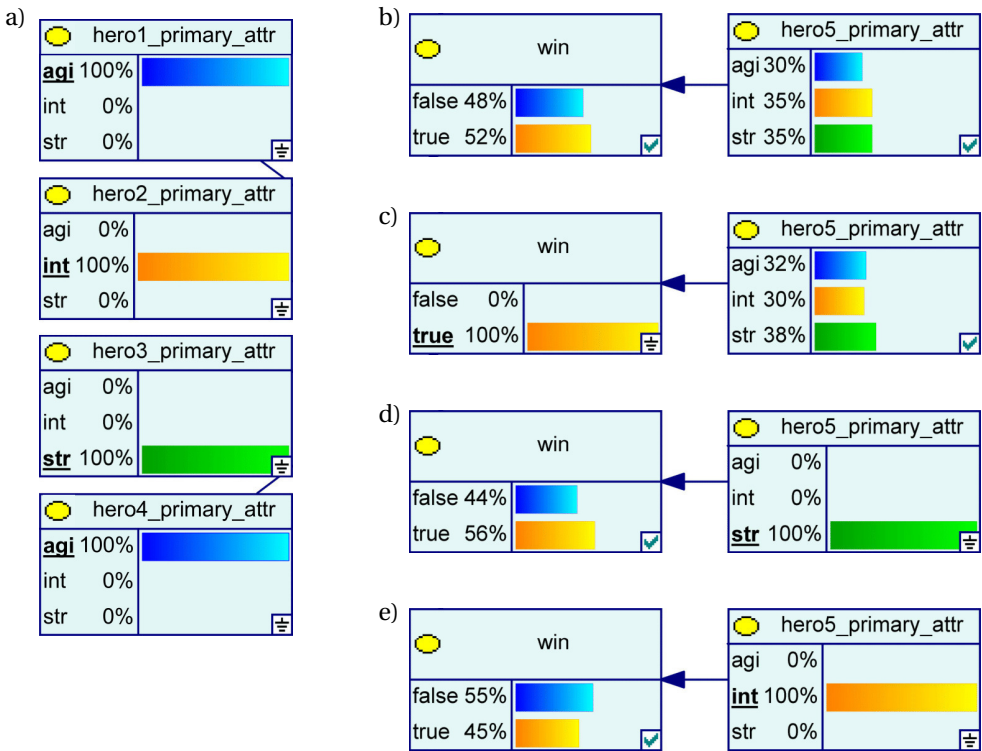 a)
hero1_primary_attr
agi 100%
int 0%
str 0%
hero2_primary_attr
agi 0%
int 100%
str 0%
hero3_primary_attr
agi 0%
int 0%
str 100%
hero4_primary_attr
agi 100%
int 0%
str 0%
b)
win
false 48%
true 52%
hero5_primary_attr
agi 30%
int 35%
str 35%
c)
win
false 0%
true 100%
hero5_primary_attr
agi 32%
int 30%
str 38%
d)
win
false 44%
true 56%
hero5_primary_attr
agi 0%
int 0%
str 100%
e)
win
false 55%
true 45%
hero5_primary_attr
agi 0%
int 100%
str 0%